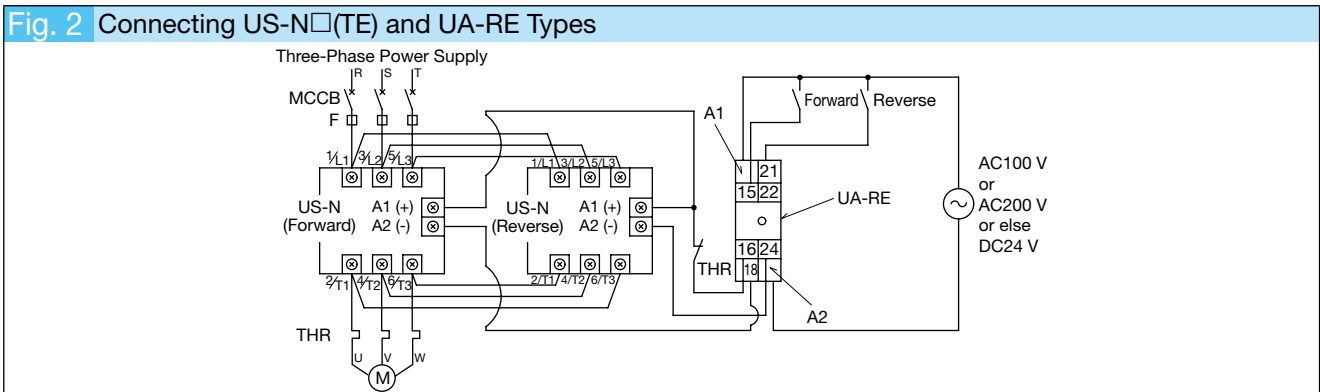 Fig. 2 Connecting US-N□(TE) and UA-RE Types
Three-Phase Power Supply
R S T
MCCB
F
Forward Reverse
A1
1/L1 3/L2 5/L3
1/L1 3/L2 5/L3
21
15 22
AC100 V
or
AC200 V
or else
DC24 V
US-N
(Forward)
A1 (+)
A2 (-)
US-N
(Reverse)
A1 (+)
A2 (-)
UA-RE
~
16 24
THR
18
2/T1 4/T2 6/T3
2/T1 4/T2 6/T3
A2
THR
U V W
M